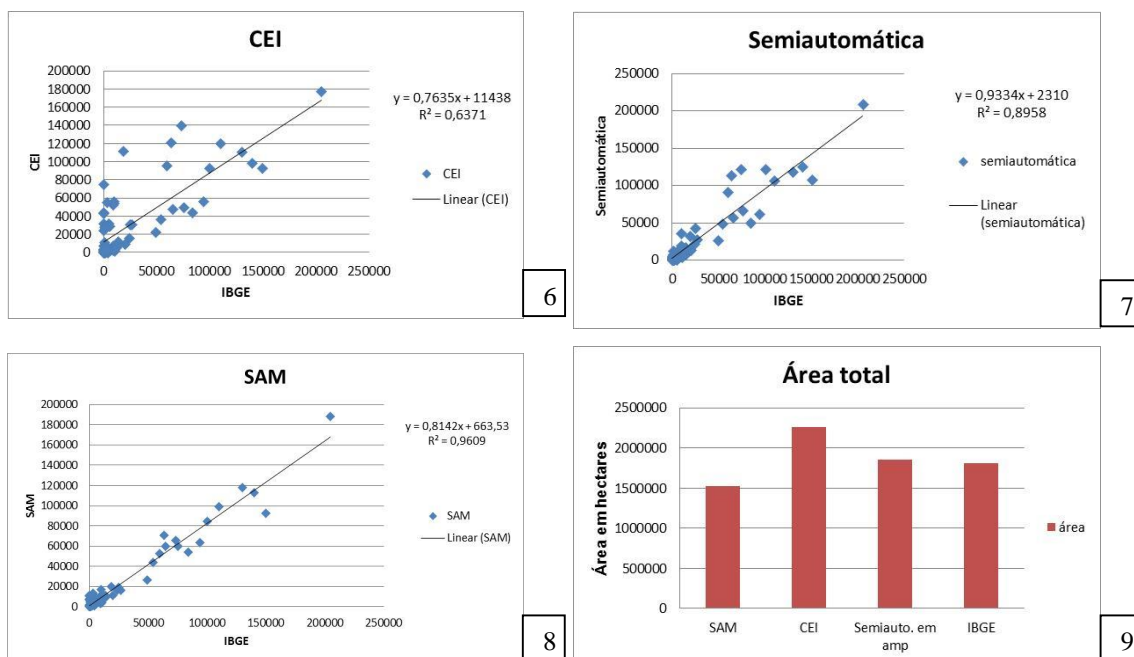 CEI
CEI
200000
180000
160000
140000
120000
100000
80000
60000
40000
20000
0
0 50000 100000 150000 200000 250000
IBGE
y = 0,7635x + 11438
R² = 0,6371
CEI
Linear (CEI)
6
Semiautomática
Semiautomática
250000
200000
150000
100000
50000
0
0 50000 100000 150000 200000 250000
IBGE
y = 0,9334x + 2310
R² = 0,8958
semiautomática
Linear
(semiautomática)
7
SAM
SAM
200000
180000
160000
140000
120000
100000
80000
60000
40000
20000
0
0 50000 100000 150000 200000 250000
IBGE
y = 0,8142x + 663,53
R² = 0,9609
SAM
Linear (SAM)
8
Área total
Área em hectares
2500000
2000000
1500000
1000000
500000
0
SAM CEI Semiauto. em IBGE
amp
área
9